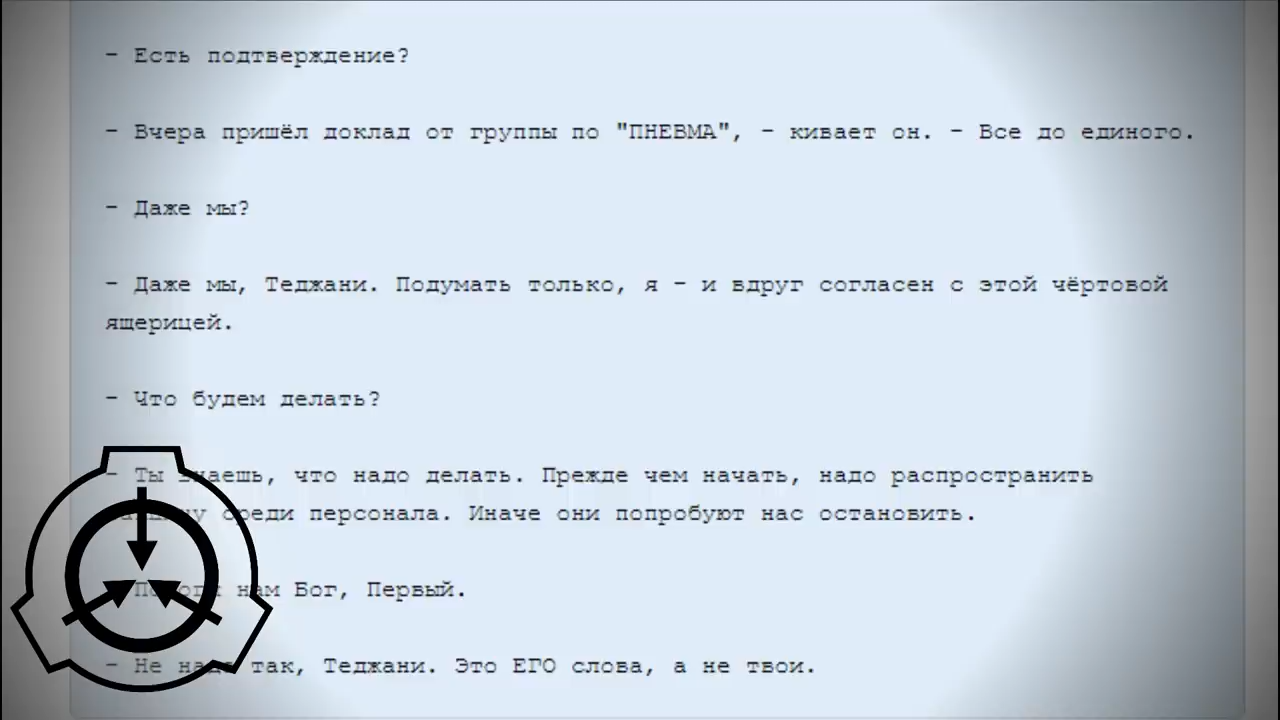 - Есть подтверждение?
- Вчера пришёл доклад от группы по "ПНЕВМА", - кивает он. - Все до единого.
- Даже мы?
- Даже мы, Теджани. Подумать только, я - и вдруг согласен с этой чёртовой
ящерицей.
- Что будем делать?
- Ты знаешь, что надо делать. Прежде чем начать, надо распространить
среди персонала. Иначе они попробуют нас остановить.
- Помоги нам Бог, Первый.
- Не надо так, Теджани. Это ЕГО слова, а не твои.